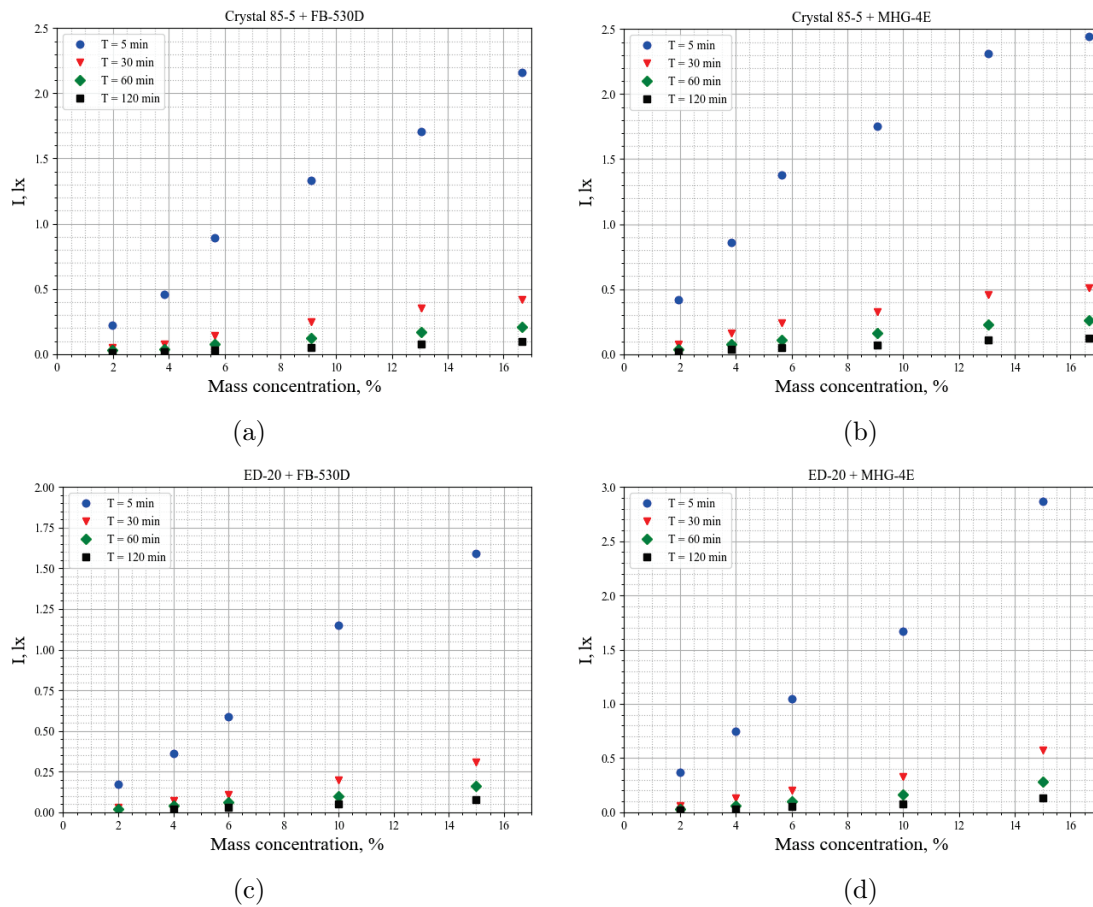 Crystal 85-5 + FB-530D
2.5
2.0
1.5
1.0
0.5
0.0
I, lx
T = 5 min
T = 30 min
T = 60 min
T = 120 min
0 2 4 6 8 10 12 14 16
Mass concentration, %
(a)
Crystal 85-5 + MHG-4E
2.5
2.0
1.5
1.0
0.5
0.0
I, lx
T = 5 min
T = 30 min
T = 60 min
T = 120 min
0 2 4 6 8 10 12 14 16
Mass concentration, %
(b)
ED-20 + FB-530D
2.00
1.75
1.50
1.25
1.00
0.75
0.50
0.25
0.00
I, lx
T = 5 min
T = 30 min
T = 60 min
T = 120 min
0 2 4 6 8 10 12 14 16
Mass concentration, %
(c)
ED-20 + MHG-4E
3.0
2.5
2.0
1.5
1.0
0.5
0.0
I, lx
T = 5 min
T = 30 min
T = 60 min
T = 120 min
0 2 4 6 8 10 12 14 16
Mass concentration, %
(d)